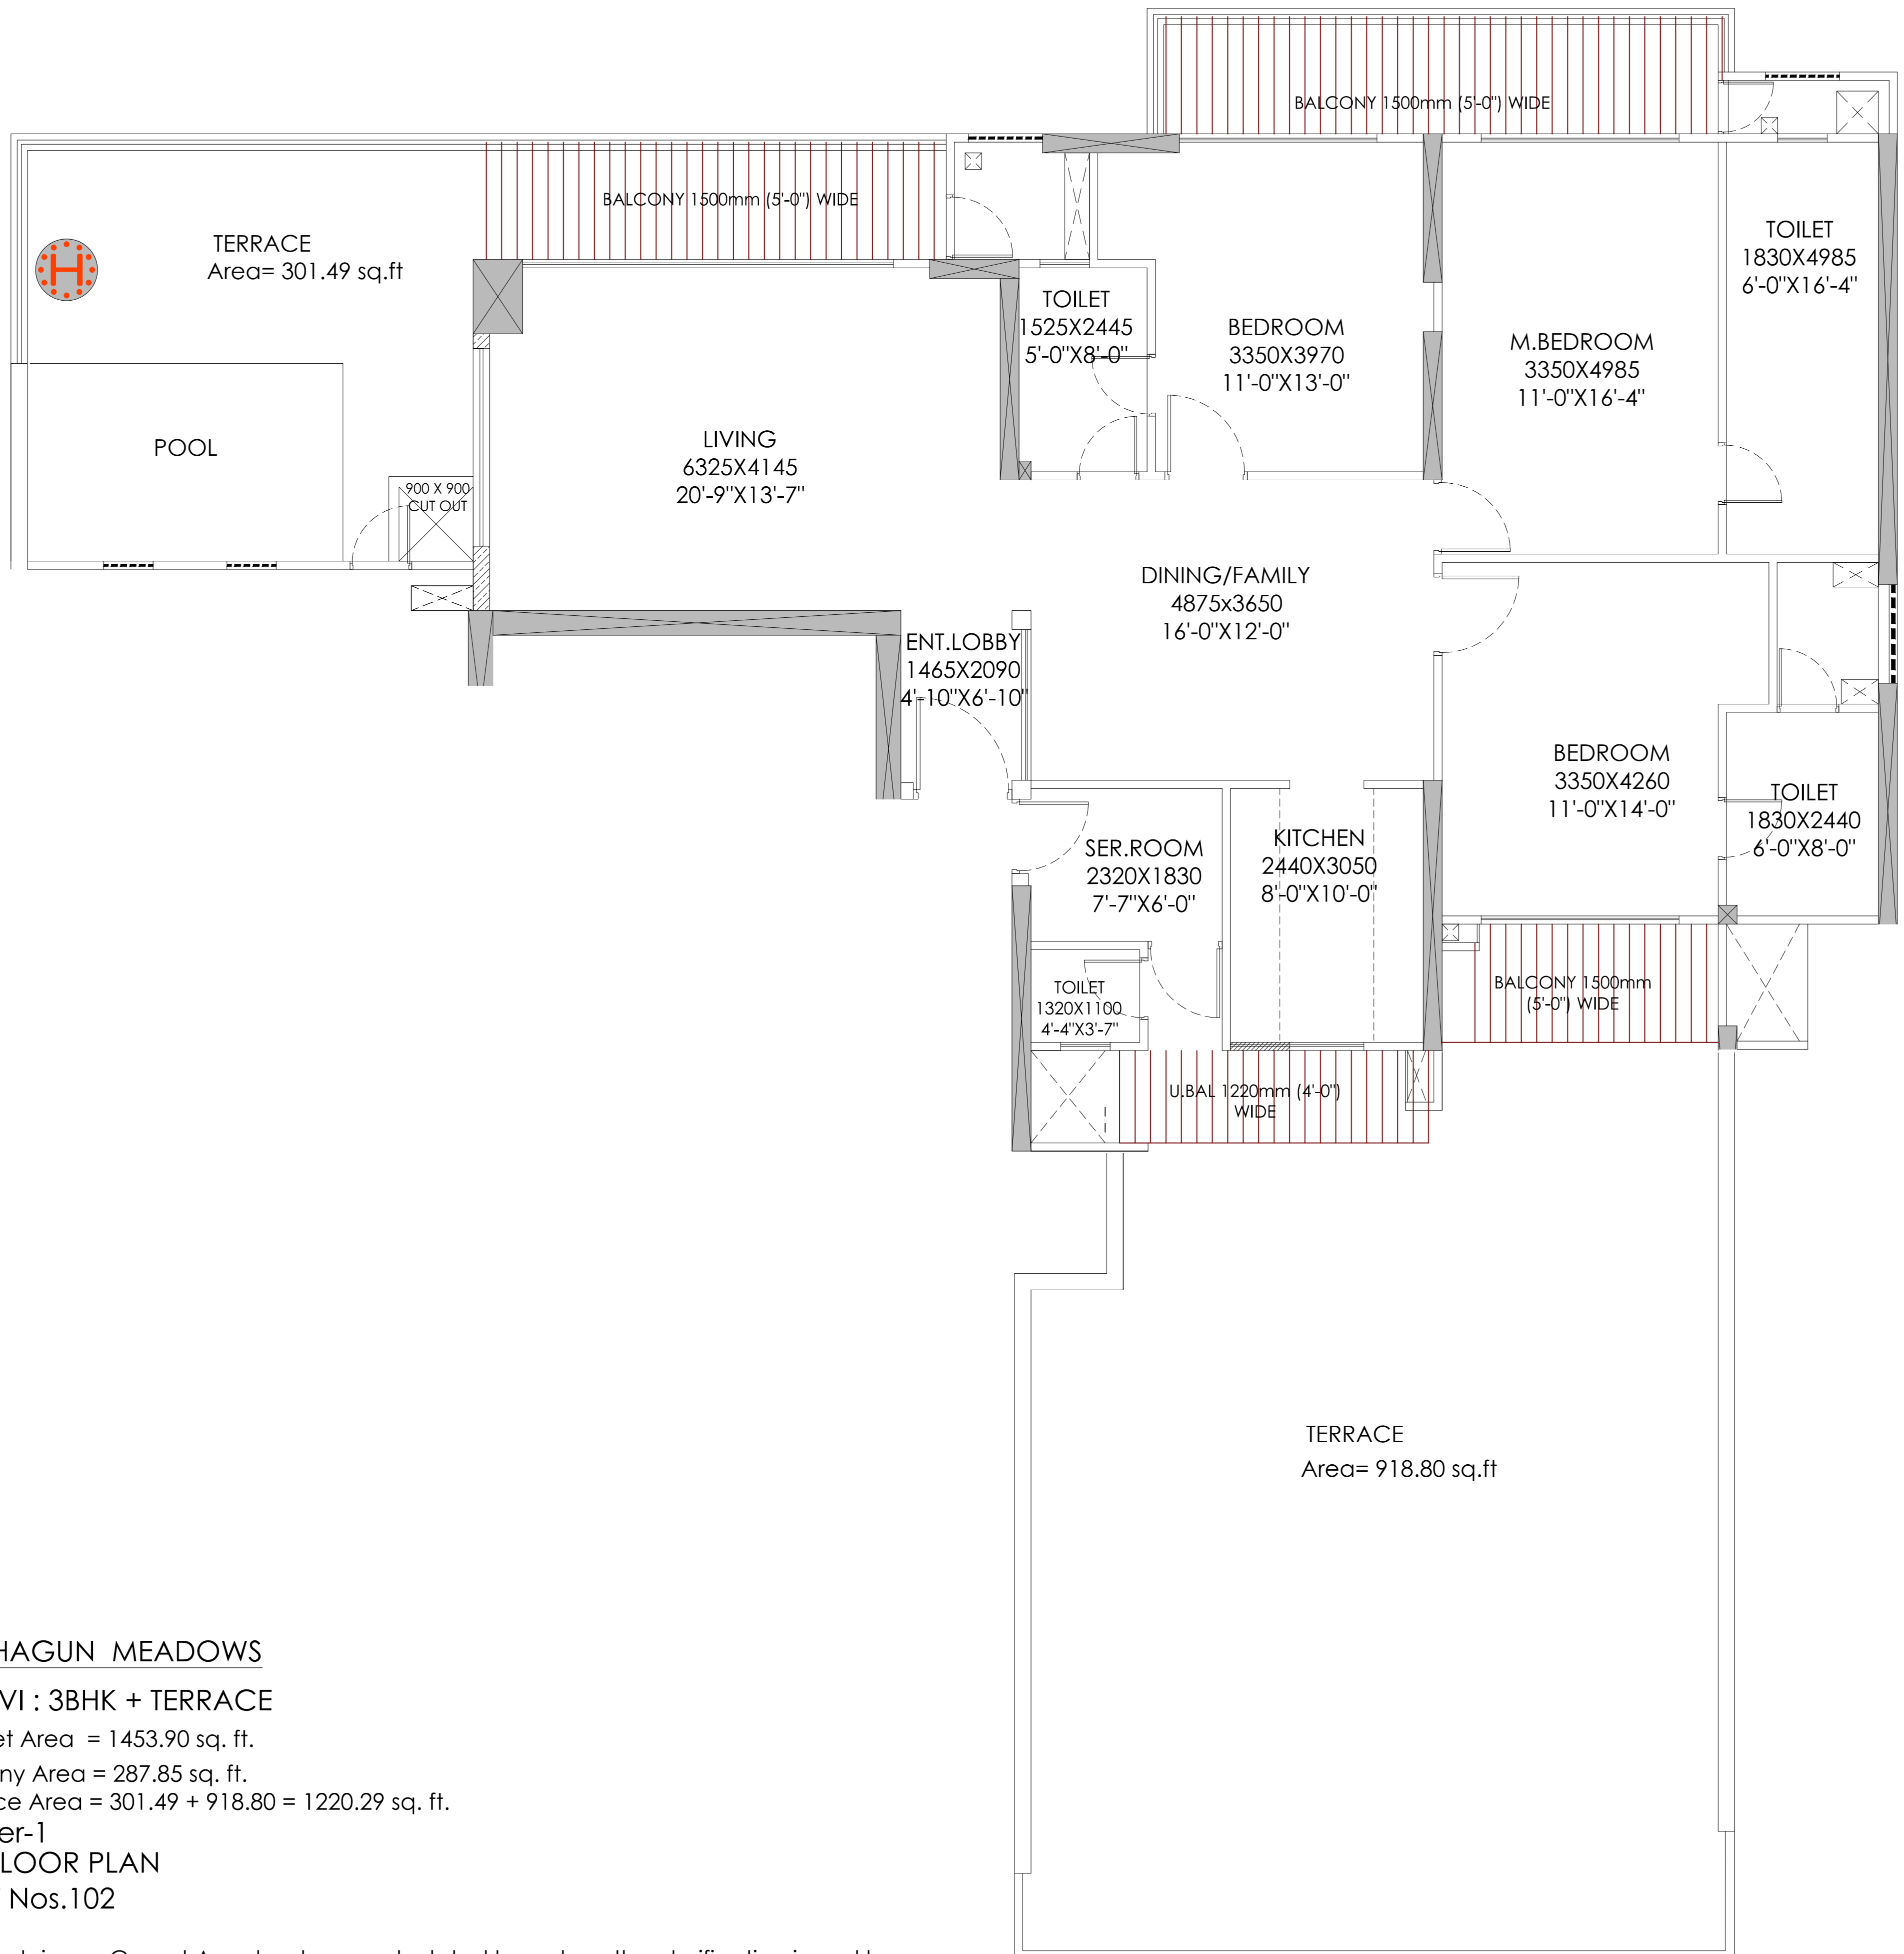 BALCONY 1500mm (5'-0") WIDE
BALCONY 1500mm (5'-0") WIDE
TERRACE
Area= 301.49 sq.ft
H
TOILET
1830X4985
6'-0"X16'-4"
TOILET
1525X2445
5'-0"X8'-0"
BEDROOM
3350X3970
11'-0"X13'-0"
M.BEDROOM
3350X4985
11'-0"X16'-4"
POOL
LIVING
6325X4145
20'-9"X13'-7"
900 X 900
CUT OUT
DINING/FAMILY
4875x3650
16'-0"X12'-0"
ENT.LOBBY
1465X2090
4'-10"X6'-10"
BEDROOM
3350X4260
11'-0"X14'-0"
TOILET
1830X2440
6'-0"X8'-0"
SER.ROOM
2320X1830
7'-7"X6'-0"
KITCHEN
2440X3050
8'-0"X10'-0"
TOILET
1320X1100
4'-4"X3'-7"
BALCONY 1500mm
(5'-0") WIDE
U.BAL 1220mm (4'-0")
WIDE
TERRACE
Area= 918.80 sq.ft
HAGUN MEADOWS
VI : 3BHK + TERRACE
et Area = 1453.90 sq. ft.
ny Area = 287.85 sq. ft.
ce Area = 301.49 + 918.80 = 1220.29 sq. ft.
er-1
LOOR PLAN
Nos.102